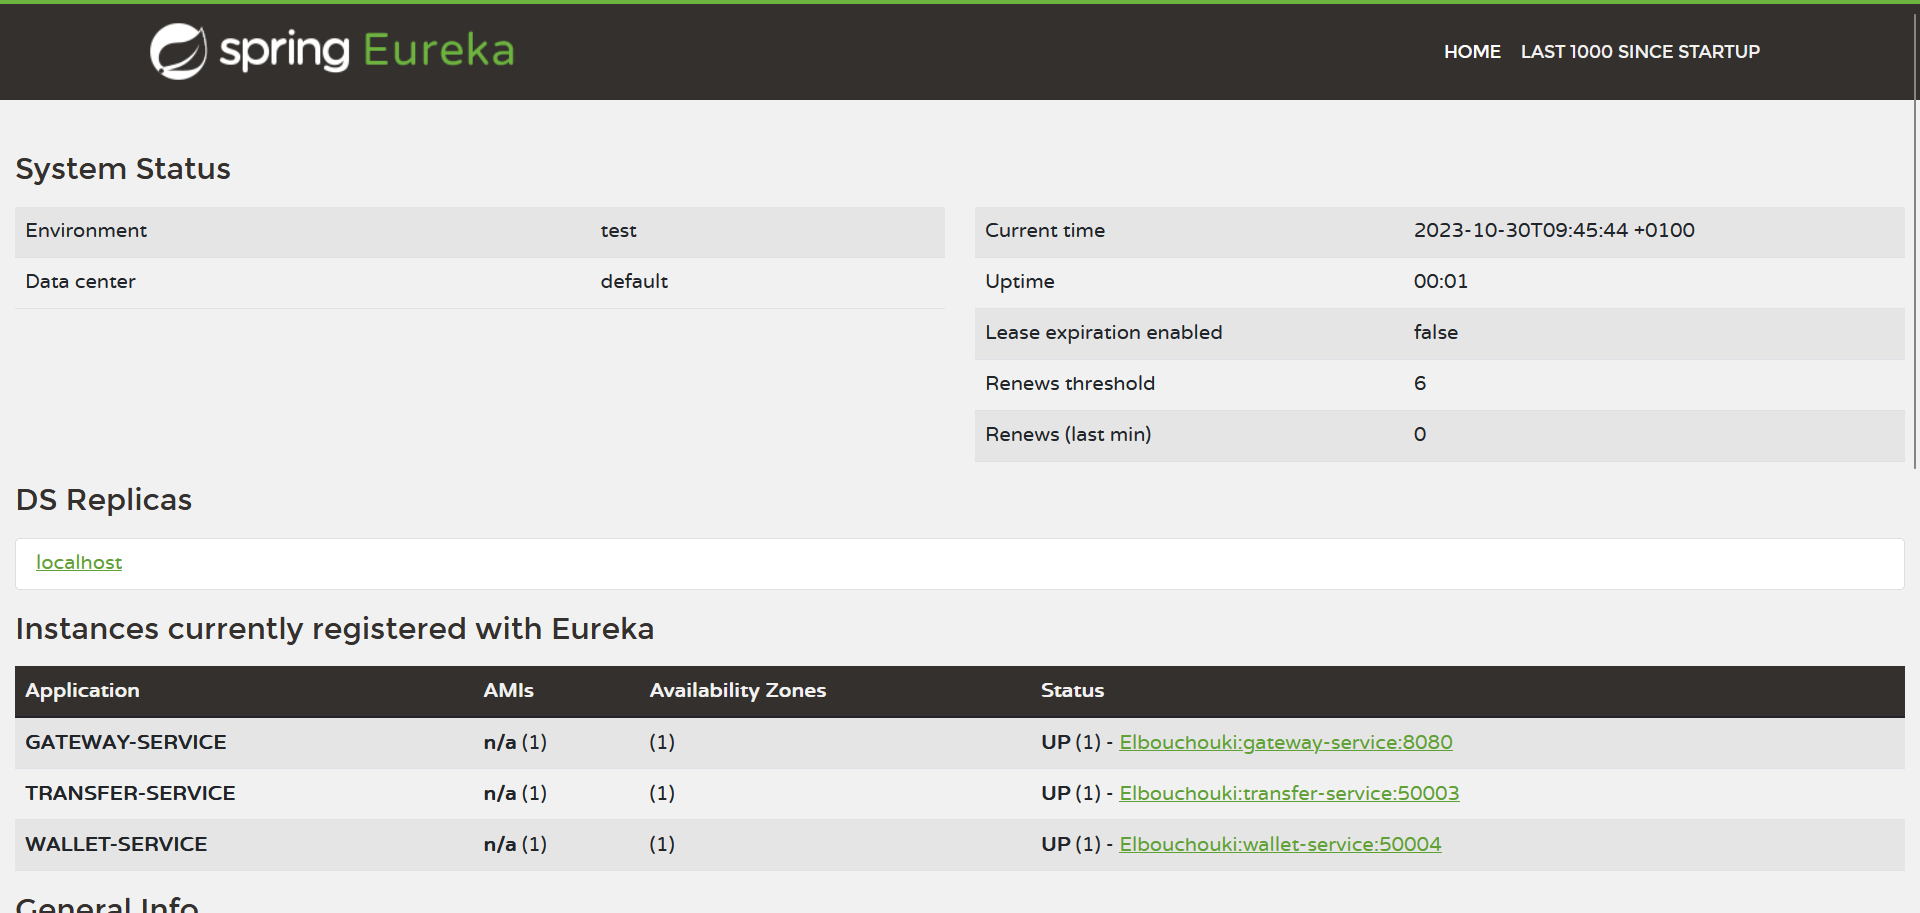 spring Eureka
HOME LAST 1000 SINCE STARTUP
System Status
Environment test
Data center default
Current time 2023-10-30T09:45:44 +0100
Uptime 00:01
Lease expiration enabled false
Renews threshold 6
Renews (last min) 0
DS Replicas
localhost
Instances currently registered with Eureka
Application AMIs Availability Zones Status
GATEWAY-SERVICE n/a (1) (1) UP (1) - Elbouchouki:gateway-service:8080
TRANSFER-SERVICE n/a (1) (1) UP (1) - Elbouchouki:transfer-service:50003
WALLET-SERVICE n/a (1) (1) UP (1) - Elbouchouki:wallet-service:50004
General Info